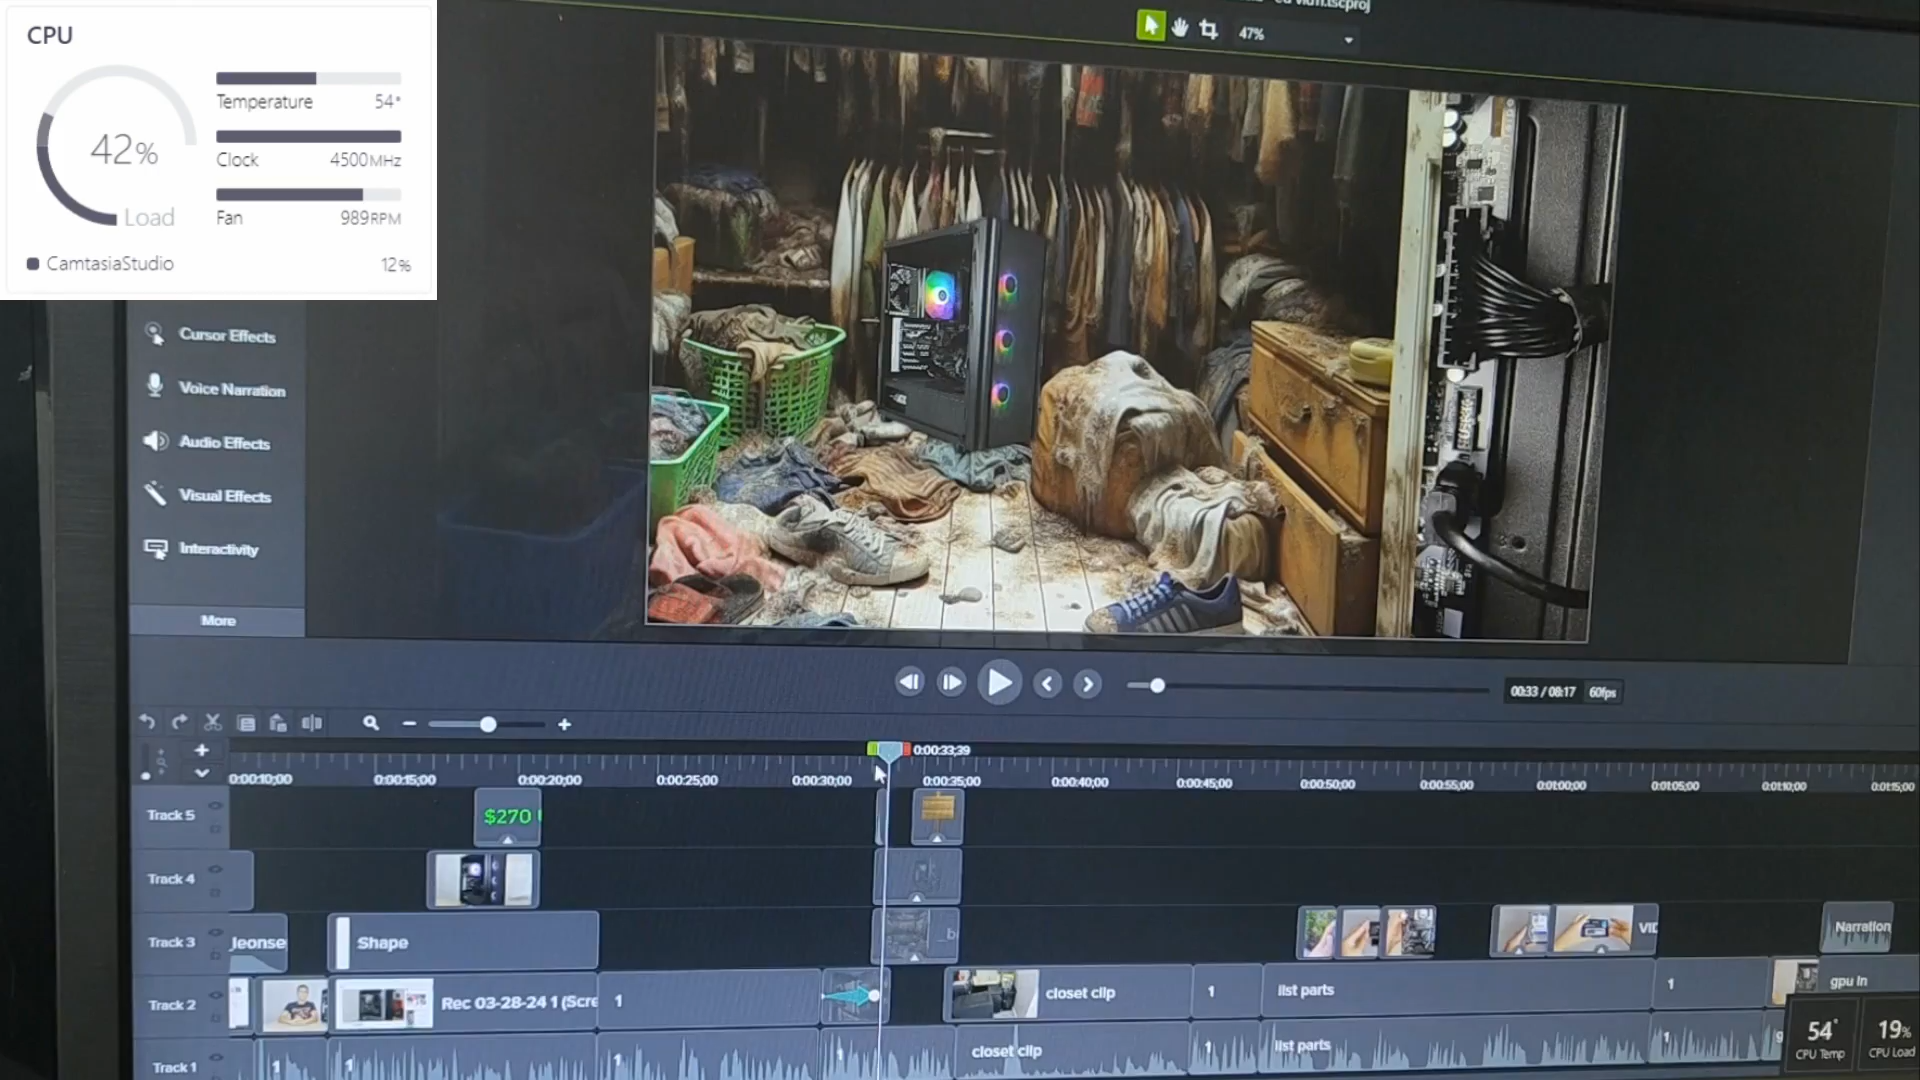 CPU
42%
Load
Temperature 54°
Clock 4500MHz
Fan 989RPM
CamtasiaStudio 12%
47%
Cursor Effects
Voice Narration
Audio Effects
Visual Effects
Interactivity
More
00:33 / 08:17 60fps
0:00:33;39
0:00:10;00 0:00:15;00 0:00:20;00 0:00:25;00 0:00:30;00 0:00:35;00 0:00:40;00 0:00:45;00 0:00:50;00 0:00:55;00 0:01:00;00 0:01:05;00 0:01:10;00 0:01:15;00
Track 5 $270
Track 4
Track 3 Jeonse Shape VID Narration
Track 2 Rec 03-28-24 1 (Scre 1 closet clip 1 list parts 1 gpu in
Track 1 1 1 1 1 closet clip 1 list parts 1
54° 19%
CPU Temp CPU Load